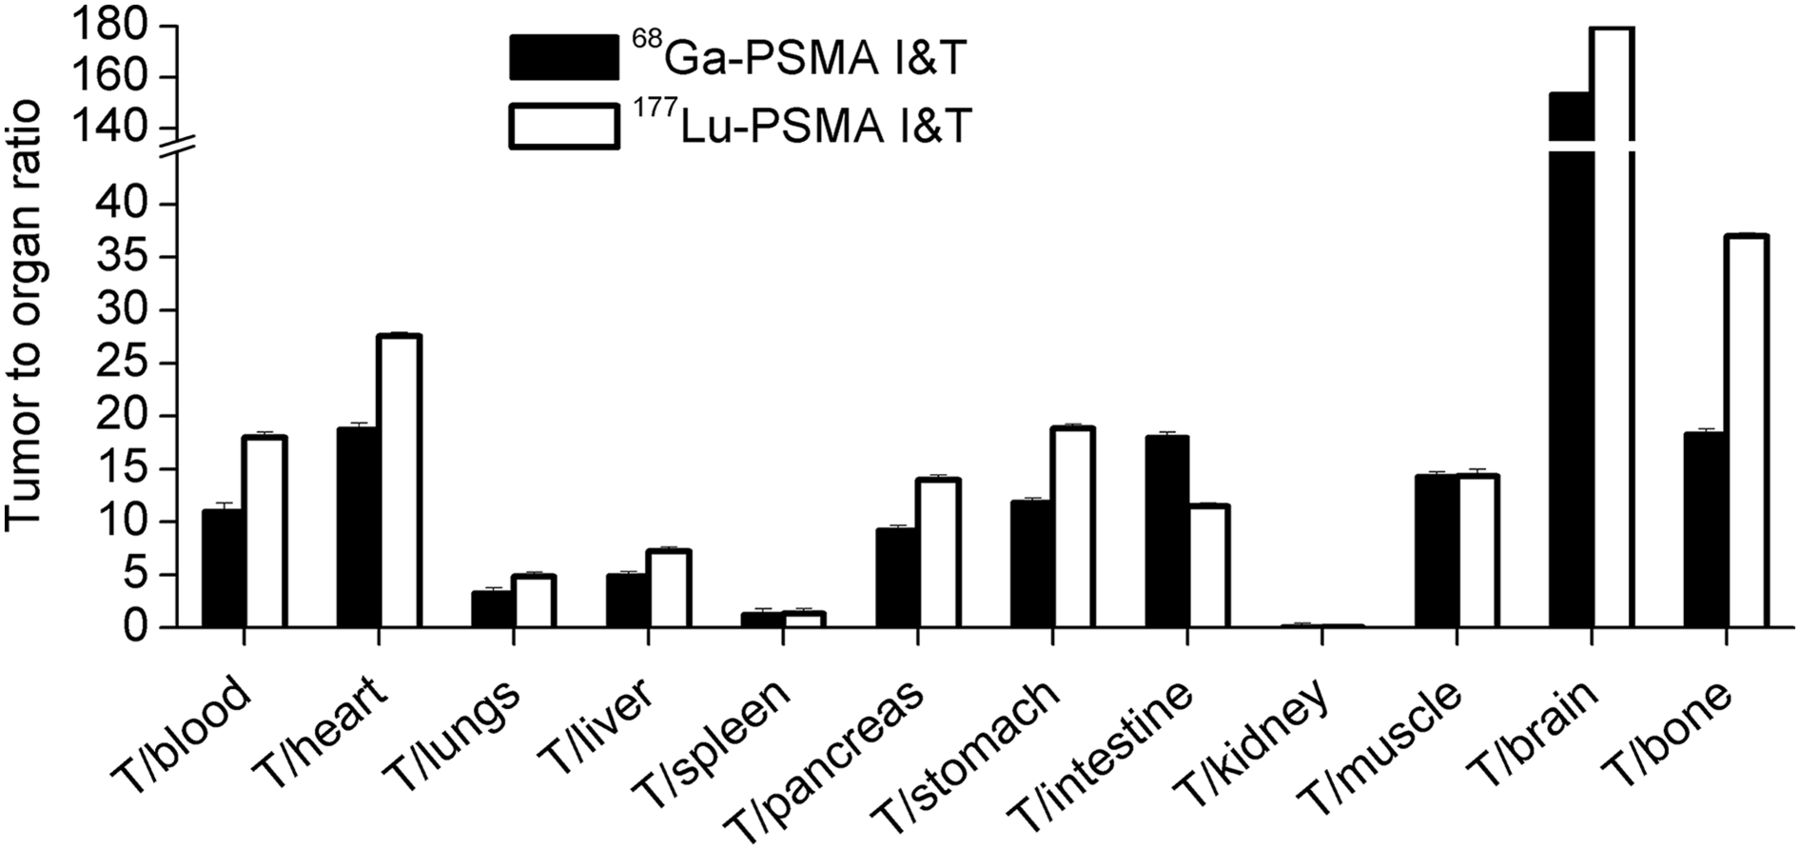 Tumor to organ ratio
180
160
140
40
35
30
25
20
15
10
5
0
68Ga-PSMA I&T
177Lu-PSMA I&T
T/blood
T/heart
T/lungs
T/liver
T/spleen
T/pancreas
T/stomach
T/intestine
T/kidney
T/muscle
T/brain
T/bone